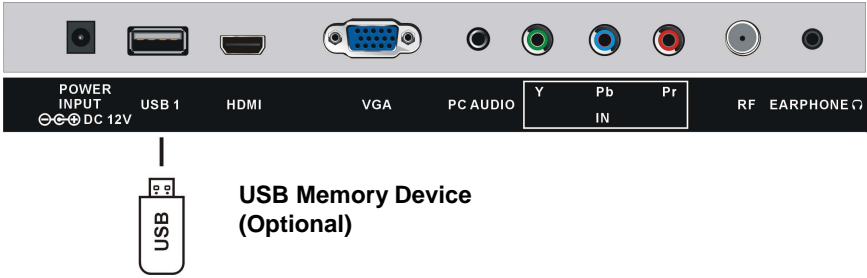 POWER
INPUT
DC 12V
USB 1
HDMI
VGA
PC AUDIO
Y Pb Pr
IN
RF
EARPHONE
USB
USB Memory Device
(Optional)